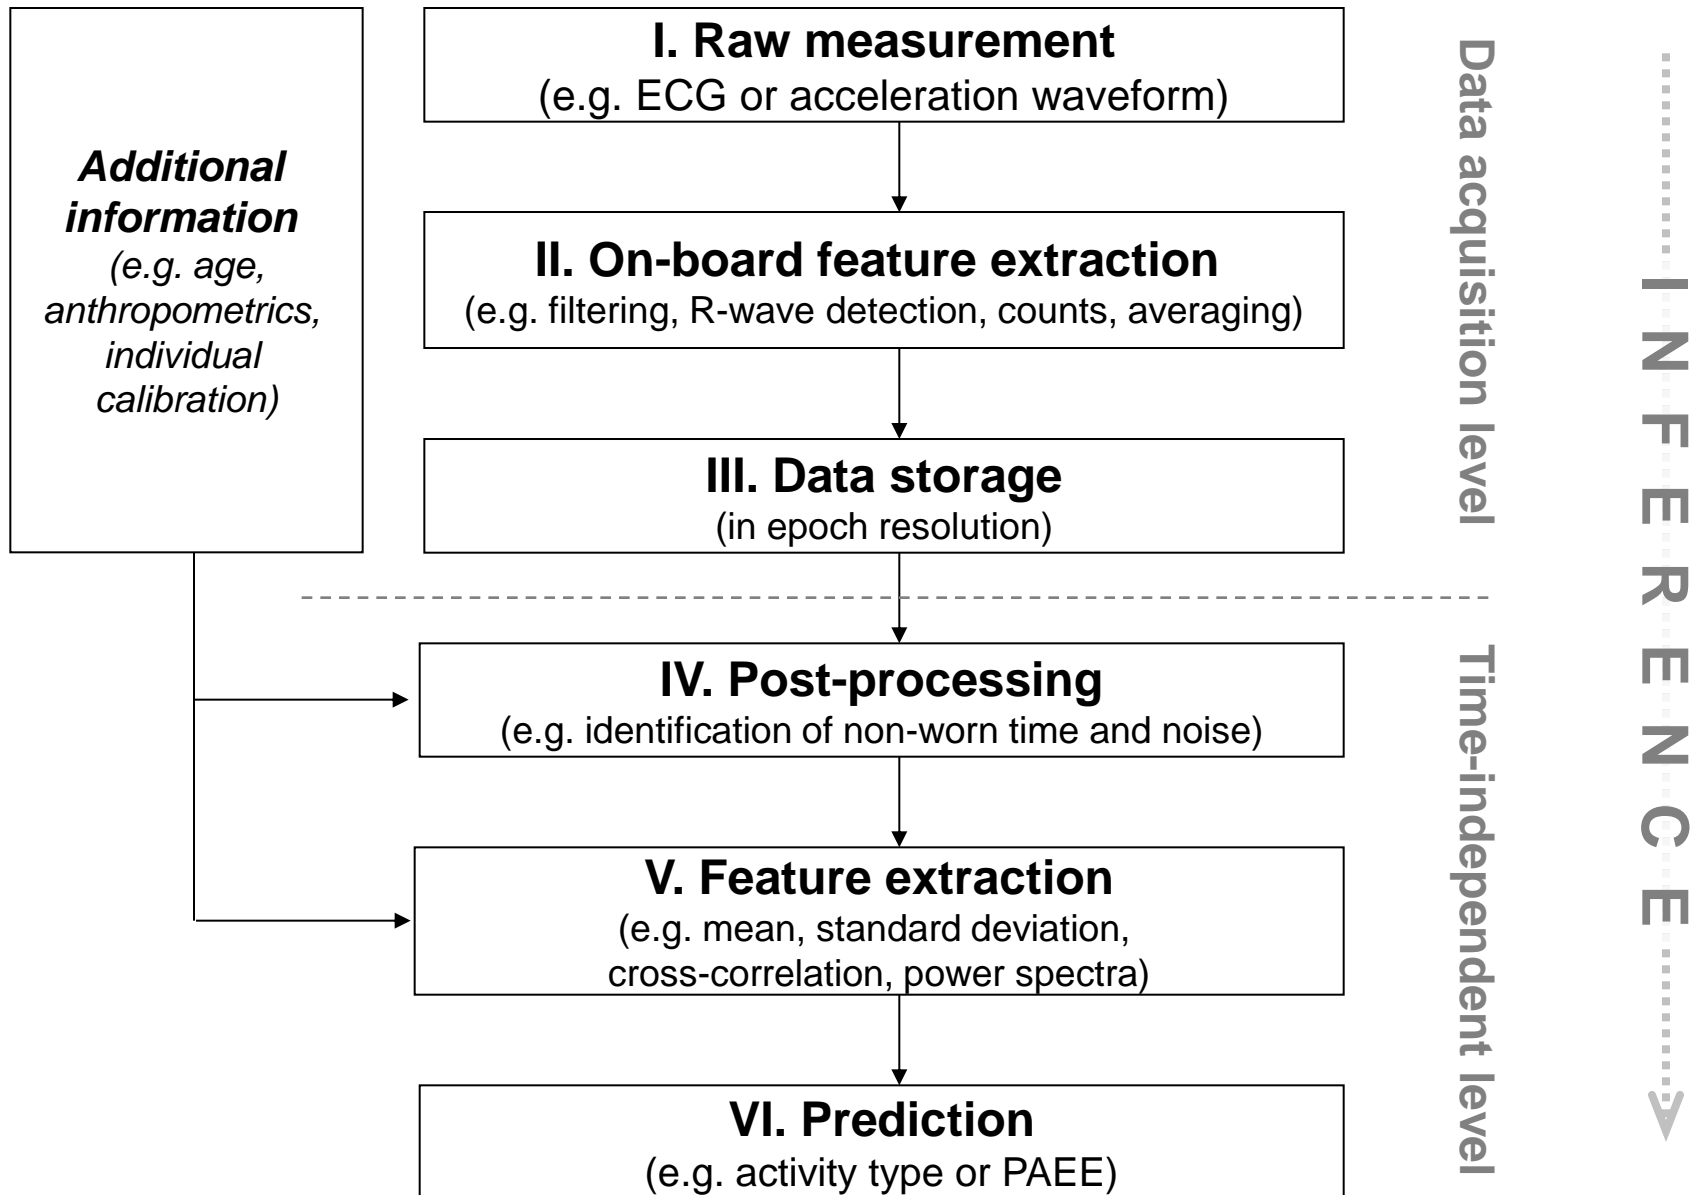 I. Raw measurement
(e.g. ECG or acceleration waveform)
Additional
information
(e.g. age,
anthropometrics,
individual
calibration)
II. On-board feature extraction
(e.g. filtering, R-wave detection, counts, averaging)
III. Data storage
(in epoch resolution)
IV. Post-processing
(e.g. identification of non-worn time and noise)
V. Feature extraction
(e.g. mean, standard deviation,
cross-correlation, power spectra)
VI. Prediction
(e.g. activity type or PAEE)
Data acquisition level
Time-independent level
INFERENCE